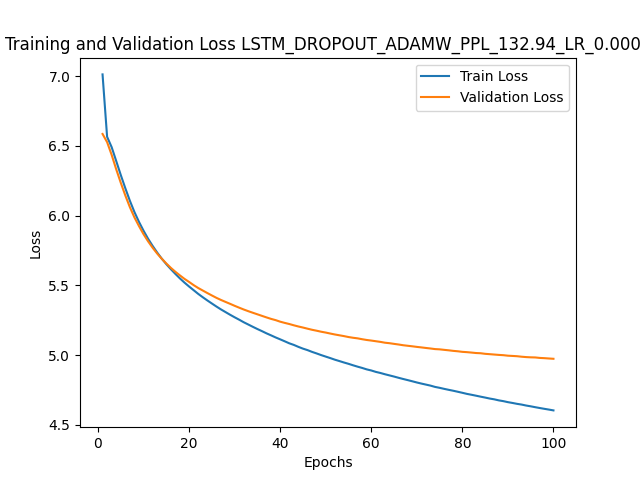 Training and Validation Loss LSTM_DROPOUT_ADAMW_PPL_132.94_LR_0.000
Train Loss
Validation Loss
7.0
6.5
6.0
5.5
5.0
4.5
Loss
0
20
40
60
80
100
Epochs